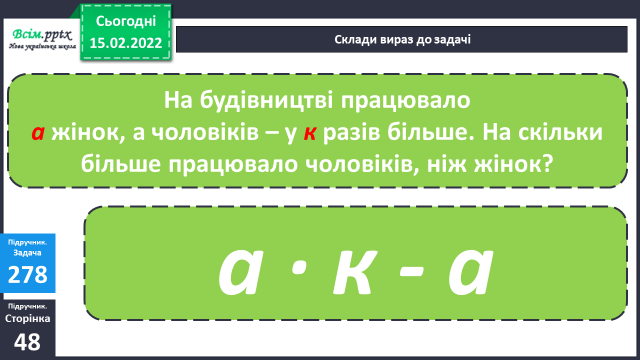 Всім.pptx
Нова українська школа
Сьогодні
15.02.2022
Склади вираз до задачі
На будівництві працювало
а жінок, а чоловіків – у к разів більше. На скільки
більше працювало чоловіків, ніж жінок?
а · к - а
Підручник.
Задача
278
Підручник.
Сторінка
48